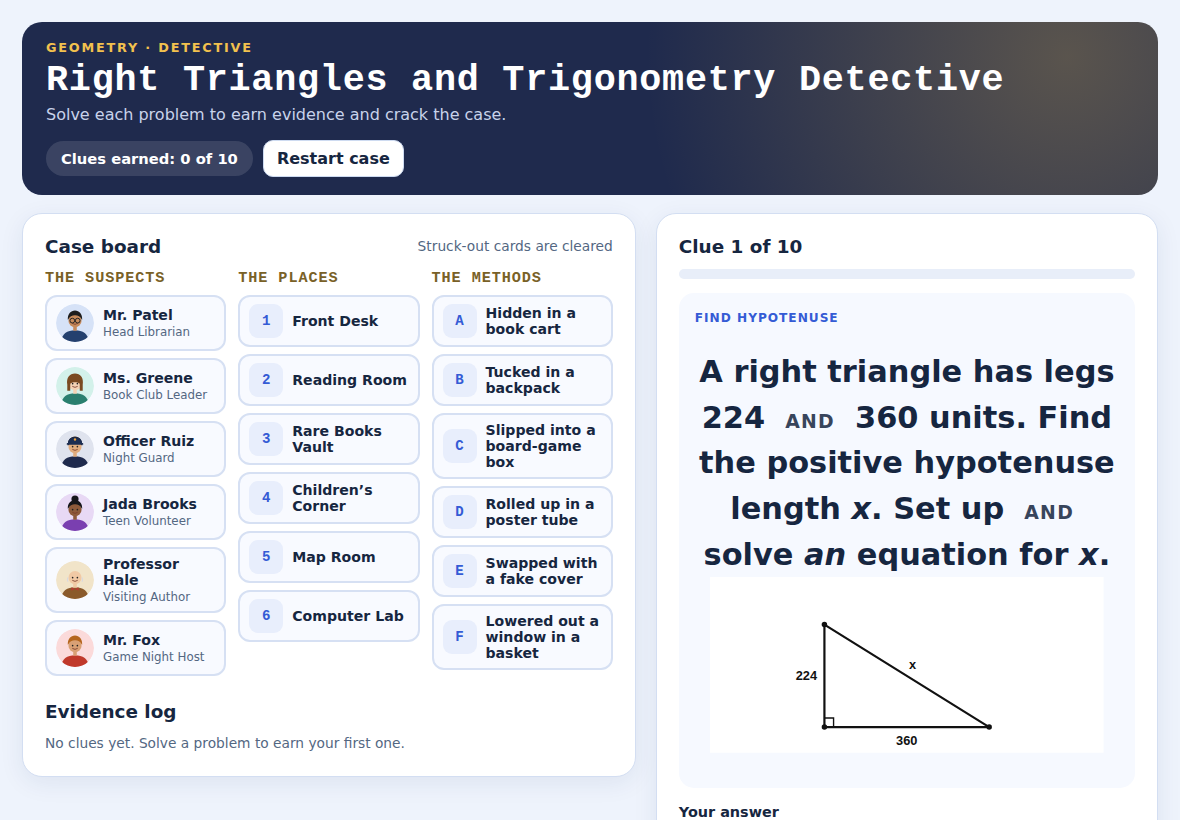 GEOMETRY · DETECTIVE
Right Triangles and Trigonometry Detective
Solve each problem to earn evidence and crack the case.
Clues earned: 0 of 10
Restart case
Case board
Struck-out cards are cleared
THE SUSPECTS
Mr. Patel
Head Librarian
Ms. Greene
Book Club Leader
Officer Ruiz
Night Guard
Jada Brooks
Teen Volunteer
Professor
Hale
Visiting Author
Mr. Fox
Game Night Host
THE PLACES
1 Front Desk
2 Reading Room
3 Rare Books
Vault
4 Children’s
Corner
5 Map Room
6 Computer Lab
THE METHODS
A Hidden in a
book cart
B Tucked in a
backpack
C Slipped into a
board-game
box
D Rolled up in a
poster tube
E Swapped with
a fake cover
F Lowered out a
window in a
basket
Evidence log
No clues yet. Solve a problem to earn your first one.
Clue 1 of 10
FIND HYPOTENUSE
A right triangle has legs
224 AND 360 units. Find
the positive hypotenuse
length x. Set up AND
solve an equation for x.
x
224
360
Your answer